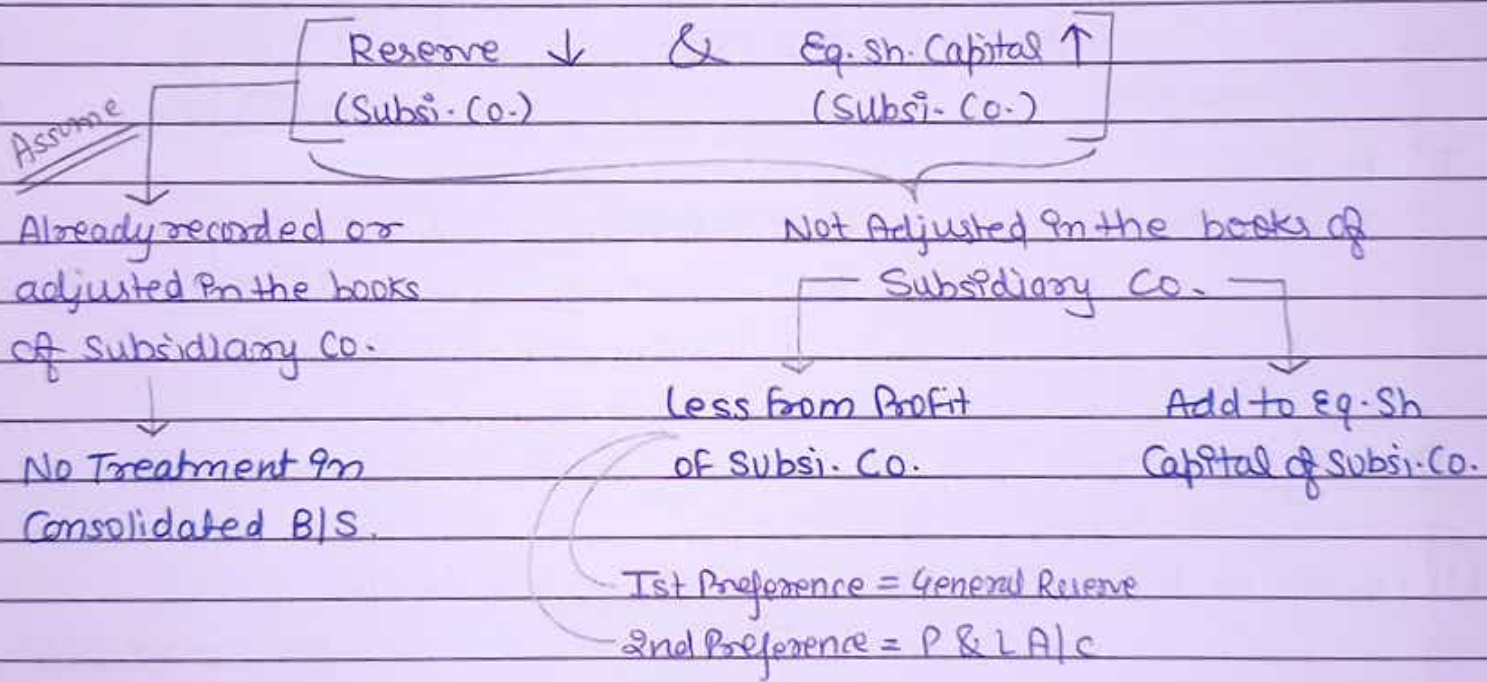 Reserve ↓ & Eq. Sh. Capital ↑
(Subsi. Co.) (Subsi. Co.)
Assume
Already recorded or
adjusted in the books
of Subsidiary Co.
No Treatment in
Consolidated B/S.
Not Adjusted in the books of
Subsidiary Co.
Less from Profit
of Subsi. Co.
Add to Eq. Sh
Capital of Subsi. Co.
Ist Preference = General Reserve
2nd Preference = P & L A/c